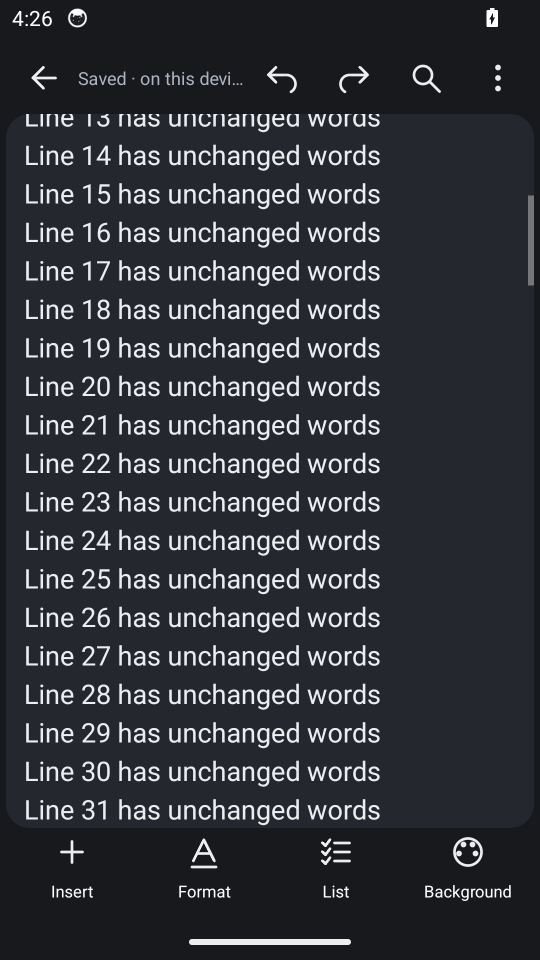 4:26
Saved · on this devi...
Line 13 has unchanged words
Line 14 has unchanged words
Line 15 has unchanged words
Line 16 has unchanged words
Line 17 has unchanged words
Line 18 has unchanged words
Line 19 has unchanged words
Line 20 has unchanged words
Line 21 has unchanged words
Line 22 has unchanged words
Line 23 has unchanged words
Line 24 has unchanged words
Line 25 has unchanged words
Line 26 has unchanged words
Line 27 has unchanged words
Line 28 has unchanged words
Line 29 has unchanged words
Line 30 has unchanged words
Line 31 has unchanged words
Insert Format List Background